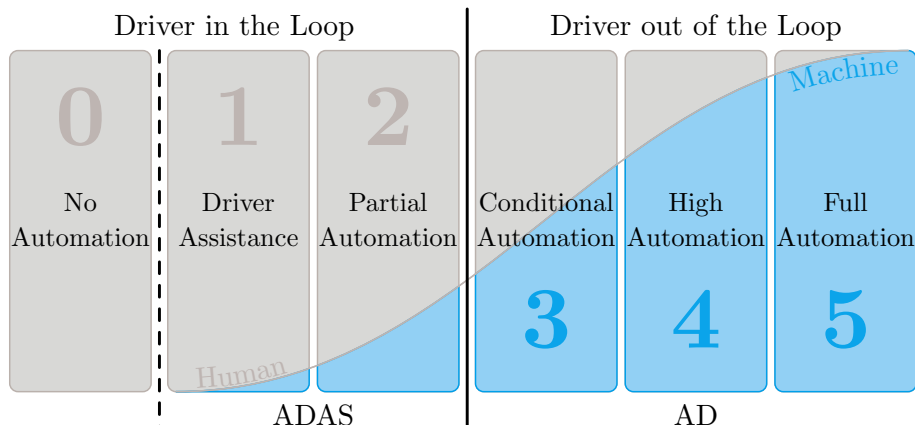 Driver in the Loop
Driver out of the Loop
0
1
2
Machine
No
Automation
Driver
Assistance
Partial
Automation
Conditional
Automation
High
Automation
Full
Automation
3
4
5
Human
ADAS
AD